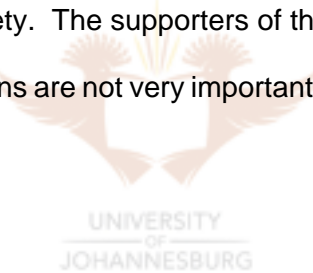 ety. The supporters of th
ns are not very important
UNIVERSITY
OF
JOHANNESBURG